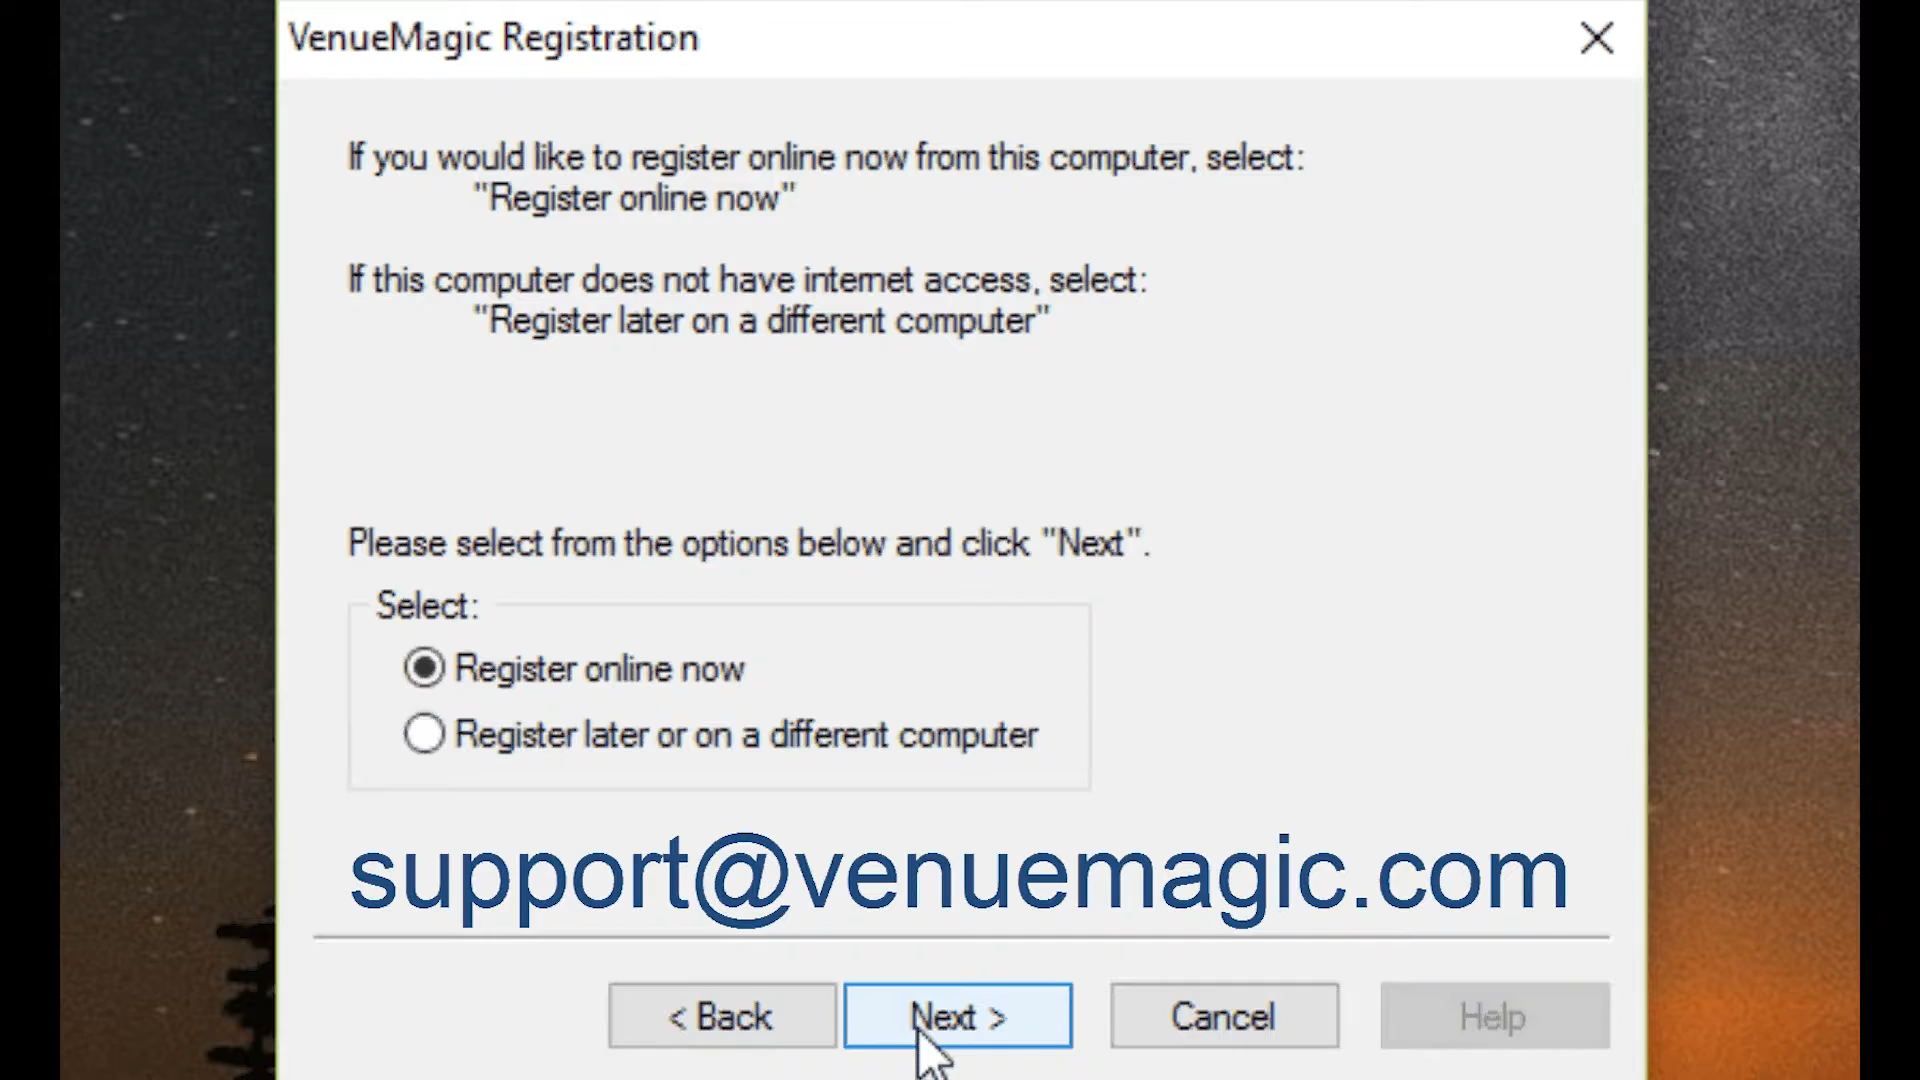 VenueMagic Registration
If you would like to register online now from this computer, select:
"Register online now"
If this computer does not have internet access, select:
"Register later on a different computer"
Please select from the options below and click "Next".
Select:
Register online now
Register later or on a different computer
support@venuemagic.com
< Back
Next >
Cancel
Help